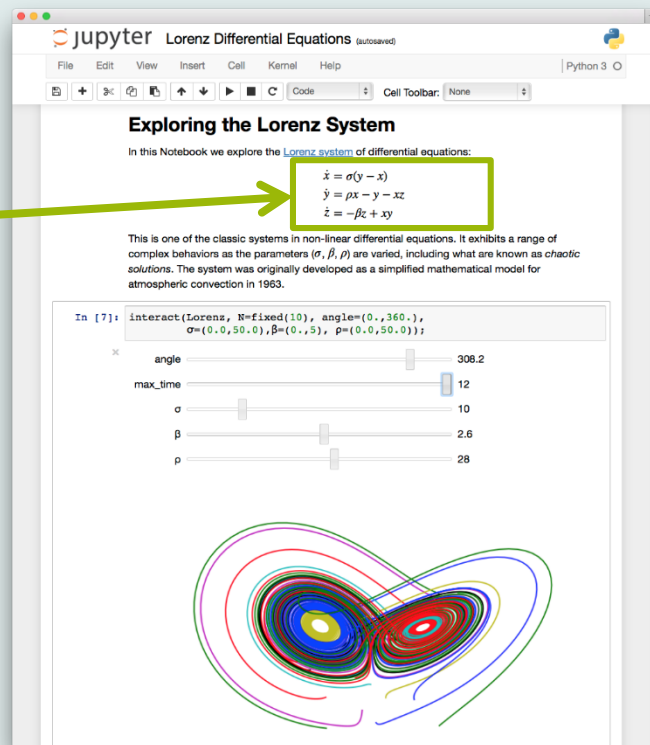 jupyter Lorenz Differential Equations (autosaved)
File Edit View Insert Cell Kernel Help Python 3
Code Cell Toolbar: None
Exploring the Lorenz System
In this Notebook we explore the Lorenz system of differential equations:
ẋ = σ(y − x)
ẏ = ρx − y − xz
ż = −βz + xy
This is one of the classic systems in non-linear differential equations. It exhibits a range of
complex behaviors as the parameters (σ, β, ρ) are varied, including what are known as chaotic
solutions. The system was originally developed as a simplified mathematical model for
atmospheric convection in 1963.
In [7]: interact(Lorenz, N=fixed(10), angle=(0.,360.),
σ=(0.0,50.0),β=(0.,5), ρ=(0.0,50.0));
angle 308.2
max_time 12
σ 10
β 2.6
ρ 28